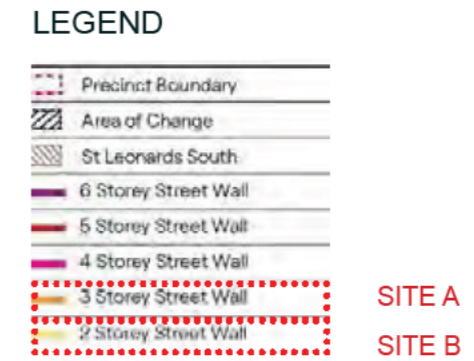 LEGEND
Precinct Boundary
Area of Change
St Leonards South
6 Storey Street Wall
5 Storey Street Wall
4 Storey Street Wall
3 Storey Street Wall SITE A
2 Storey Street Wall SITE B